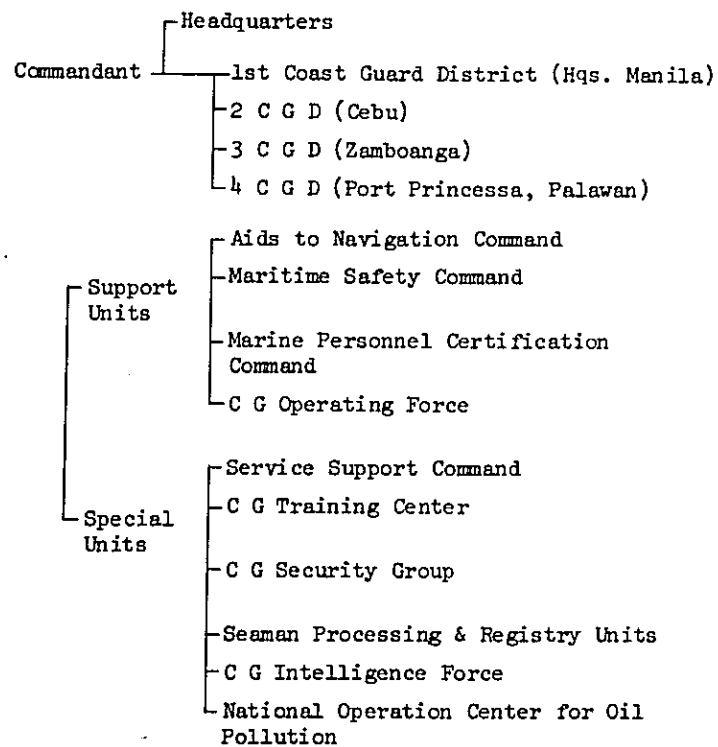 Headquarters
Commandant
1st Coast Guard District (Hqs. Manila)
2 C G D (Cebu)
3 C G D (Zamboanga)
4 C G D (Port Princessa, Palawan)
Support
Units
Aids to Navigation Command
Maritime Safety Command
Marine Personnel Certification
Command
C G Operating Force
Special
Units
Service Support Command
C G Training Center
C G Security Group
Seaman Processing & Registry Units
C G Intelligence Force
National Operation Center for Oil
Pollution